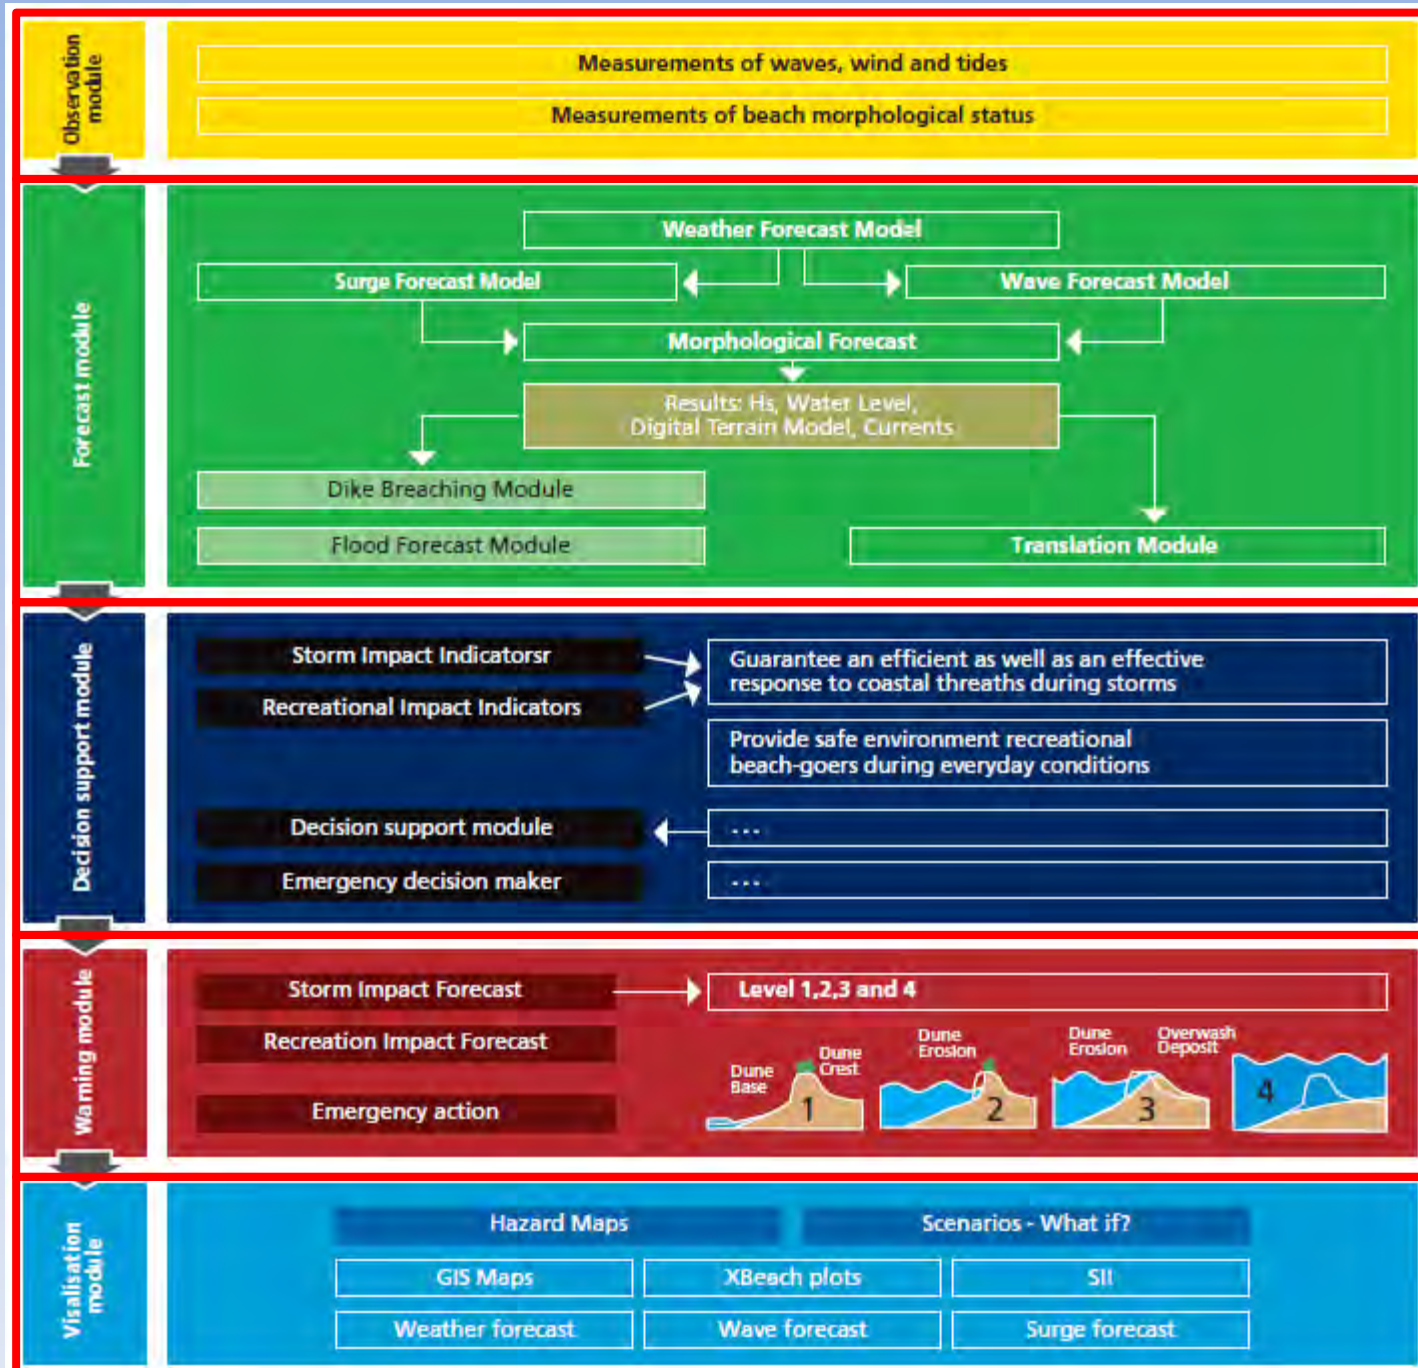 Observation
module
Measurements of waves, wind and tides
Measurements of beach morphological status
Forecast module
Weather Forecast Model
Surge Forecast Model
Wave Forecast Model
Morphological Forecast
Results: Hs, Water Level,
Digital Terrain Model, Currents
Dike Breaching Module
Flood Forecast Module
Translation Module
Decision support module
Storm Impact Indicatorsr
Recreational Impact Indicators
Guarantee an efficient as well as an effective
response to coastal threaths during storms
Provide safe environment recreational
beach-goers during everyday conditions
Decision support module
...
Emergency decision maker
...
Warning module
Storm Impact Forecast
Level 1,2,3 and 4
Recreation Impact Forecast
Emergency action
Dune
Base
Dune
Crest
1
Dune
Erosion
2
Dune
Erosion
Overwash
Deposit
3
4
Visalisation
module
Hazard Maps
Scenarios - What if?
GIS Maps
XBeach plots
SII
Weather forecast
Wave forecast
Surge forecast